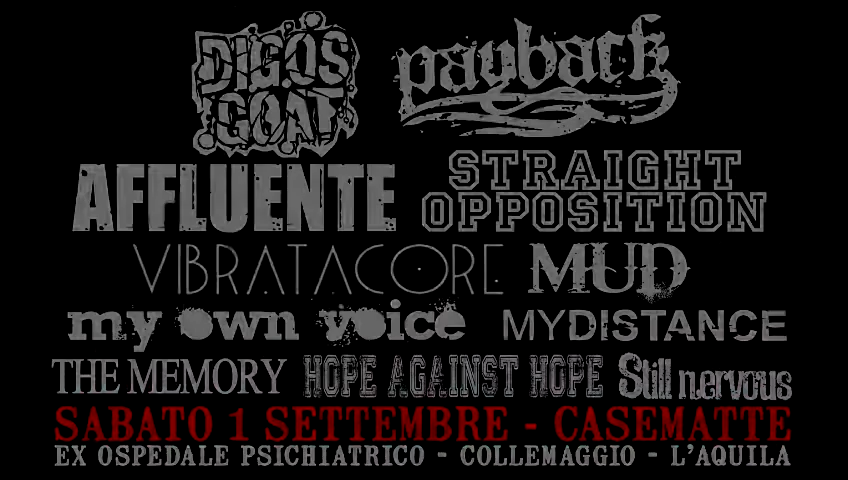 DIGOS GOAT
payback
AFFLUENTE
STRAIGHT OPPOSITION
VIBRATACORE
MUD
my own voice
MYDISTANCE
THE MEMORY
HOPE AGAINST HOPE
Still nervous
SABATO 1 SETTEMBRE - CASEMATTE
EX OSPEDALE PSICHIATRICO - COLLEMAGGIO - L'AQUILA